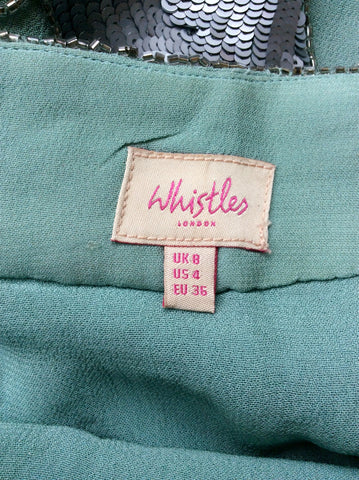 Whistles
LONDON
UK 8
US 4
EU 36